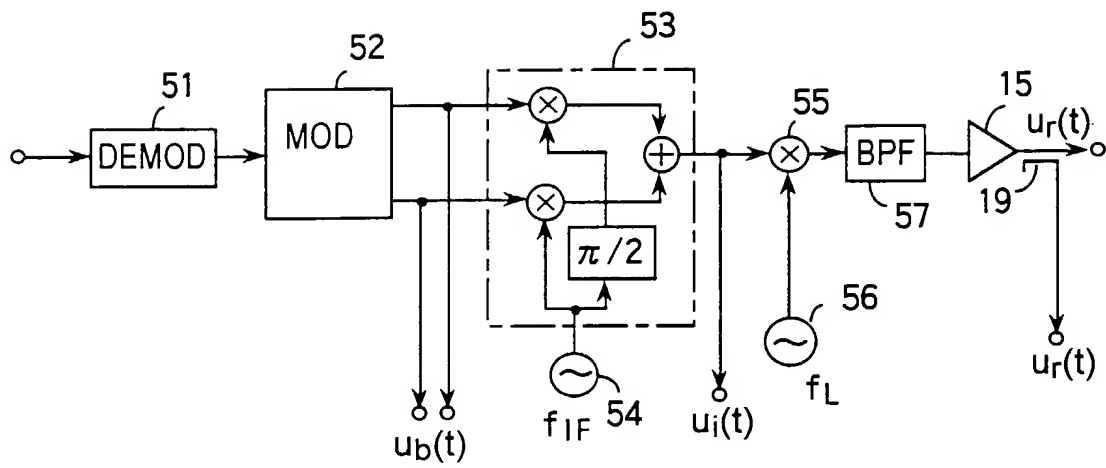 53
52
51
15
55
u_r(t)
MOD
DEMOD
×
+
×
BPF
×
57
19
π/2
56
54
f_IF
f_L
u_r(t)
u_b(t)
u_i(t)